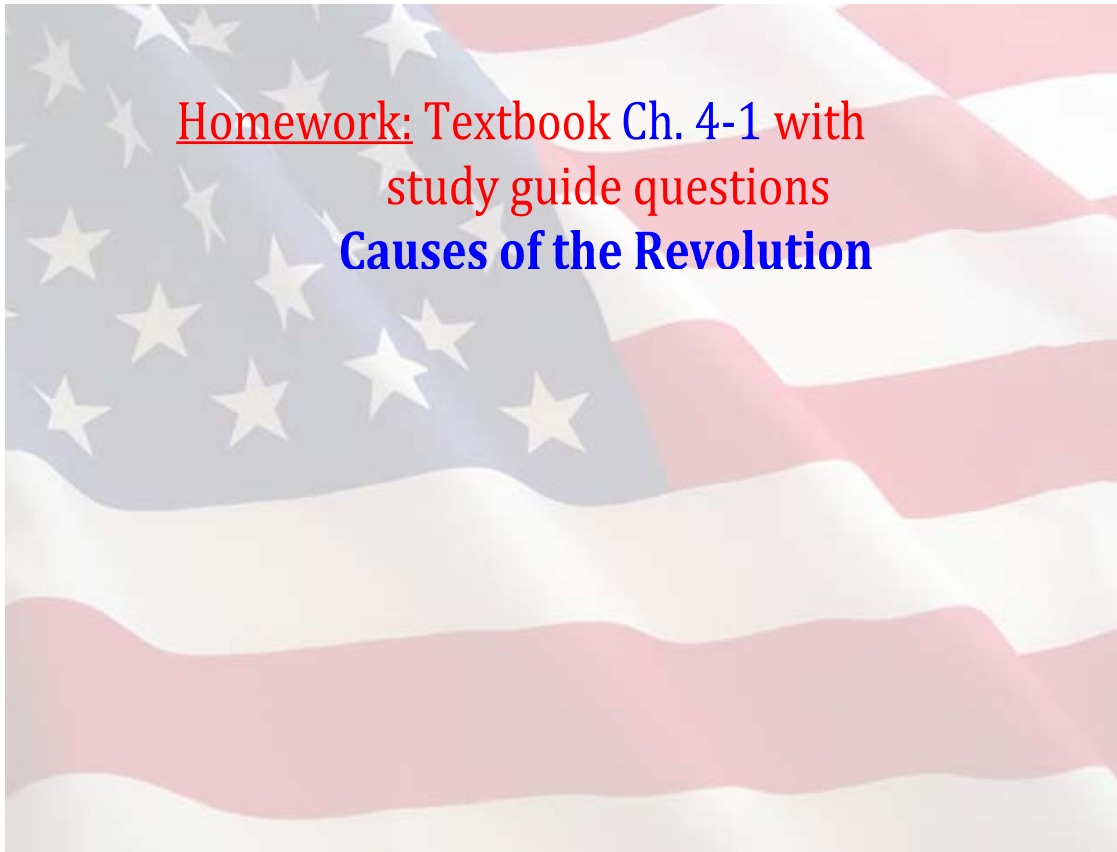 Homework: Textbook Ch. 4-1 with
study guide questions
Causes of the Revolution